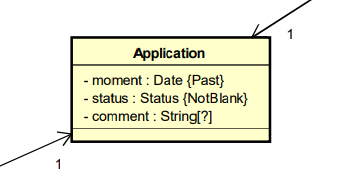 1
Application
- moment : Date {Past}
- status : Status {NotBlank}
- comment : String[?]
1